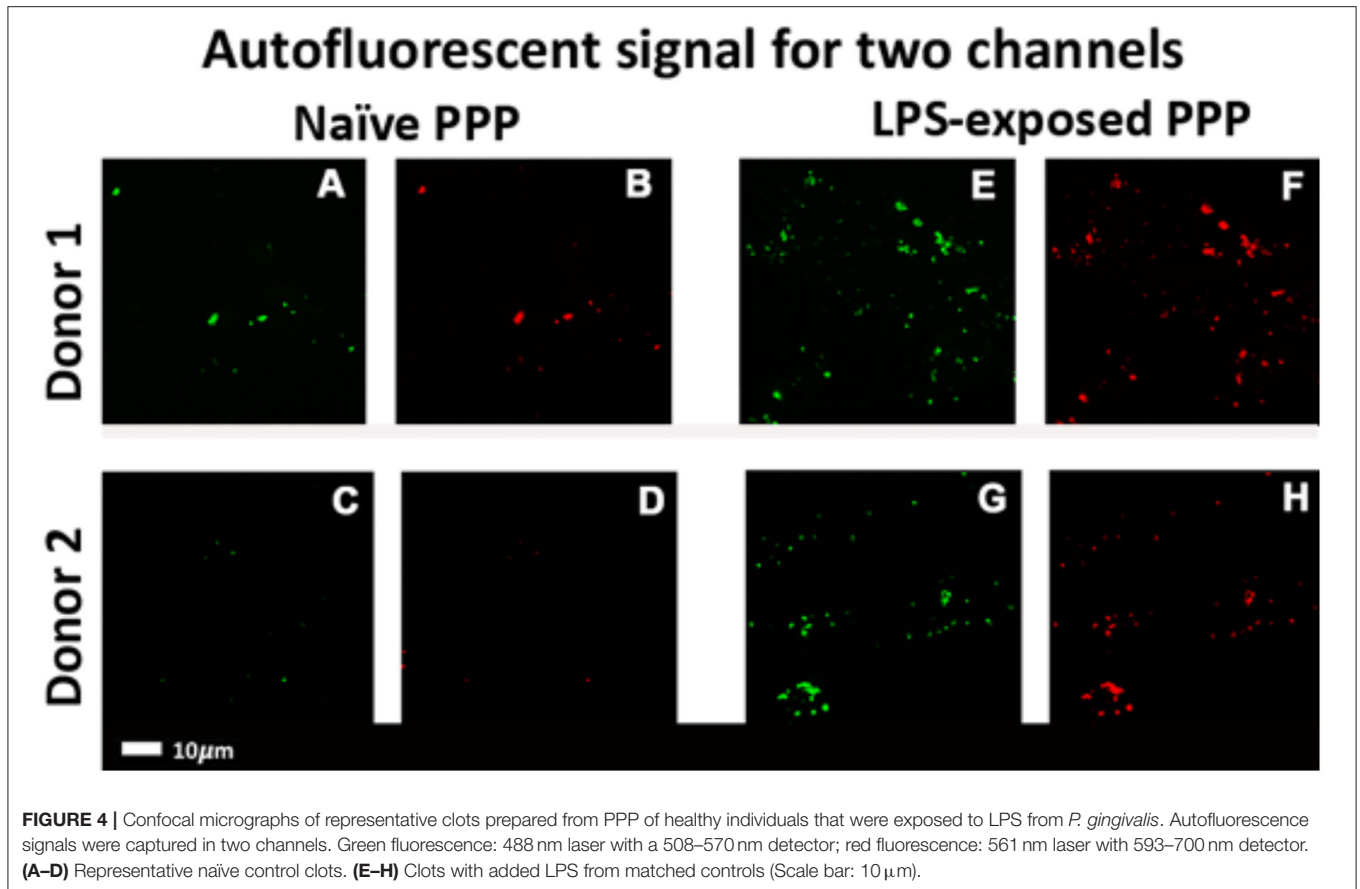 Autofluorescent signal for two channels
Naïve PPP
LPS-exposed PPP
Donor 1
A
B
E
F
Donor 2
C
D
G
H
10µm
FIGURE 4 | Confocal micrographs of representative clots prepared from PPP of healthy individuals that were exposed to LPS from P. gingivalis. Autofluorescence
signals were captured in two channels. Green fluorescence: 488 nm laser with a 508–570 nm detector; red fluorescence: 561 nm laser with 593–700 nm detector.
(A–D) Representative naïve control clots. (E–H) Clots with added LPS from matched controls (Scale bar: 10 µm).